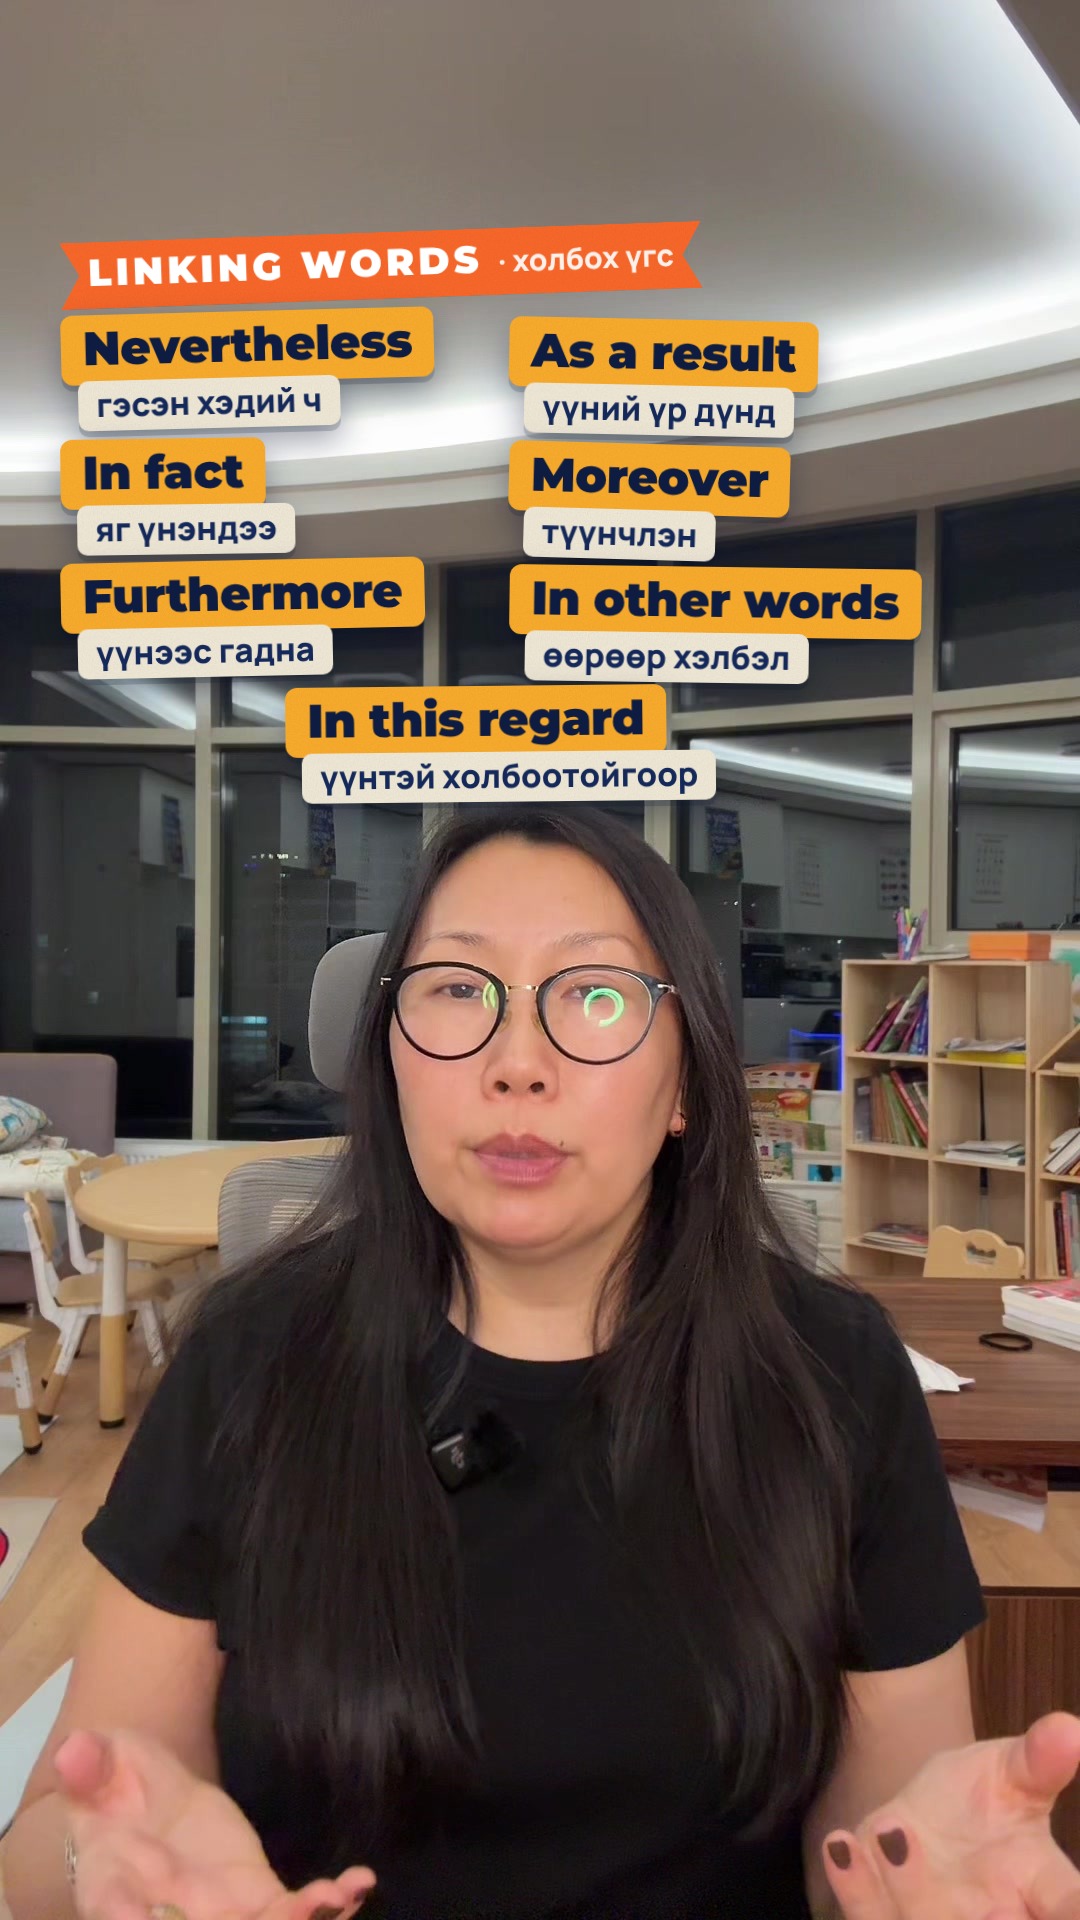 LINKING WORDS · холбох үгс
Nevertheless
гэсэн хэдий ч
As a result
үүний үр дүнд
In fact
яг үнэндээ
Moreover
түүнчлэн
Furthermore
үүнээс гадна
In other words
өөрөөр хэлбэл
In this regard
үүнтэй холбоотойгоор